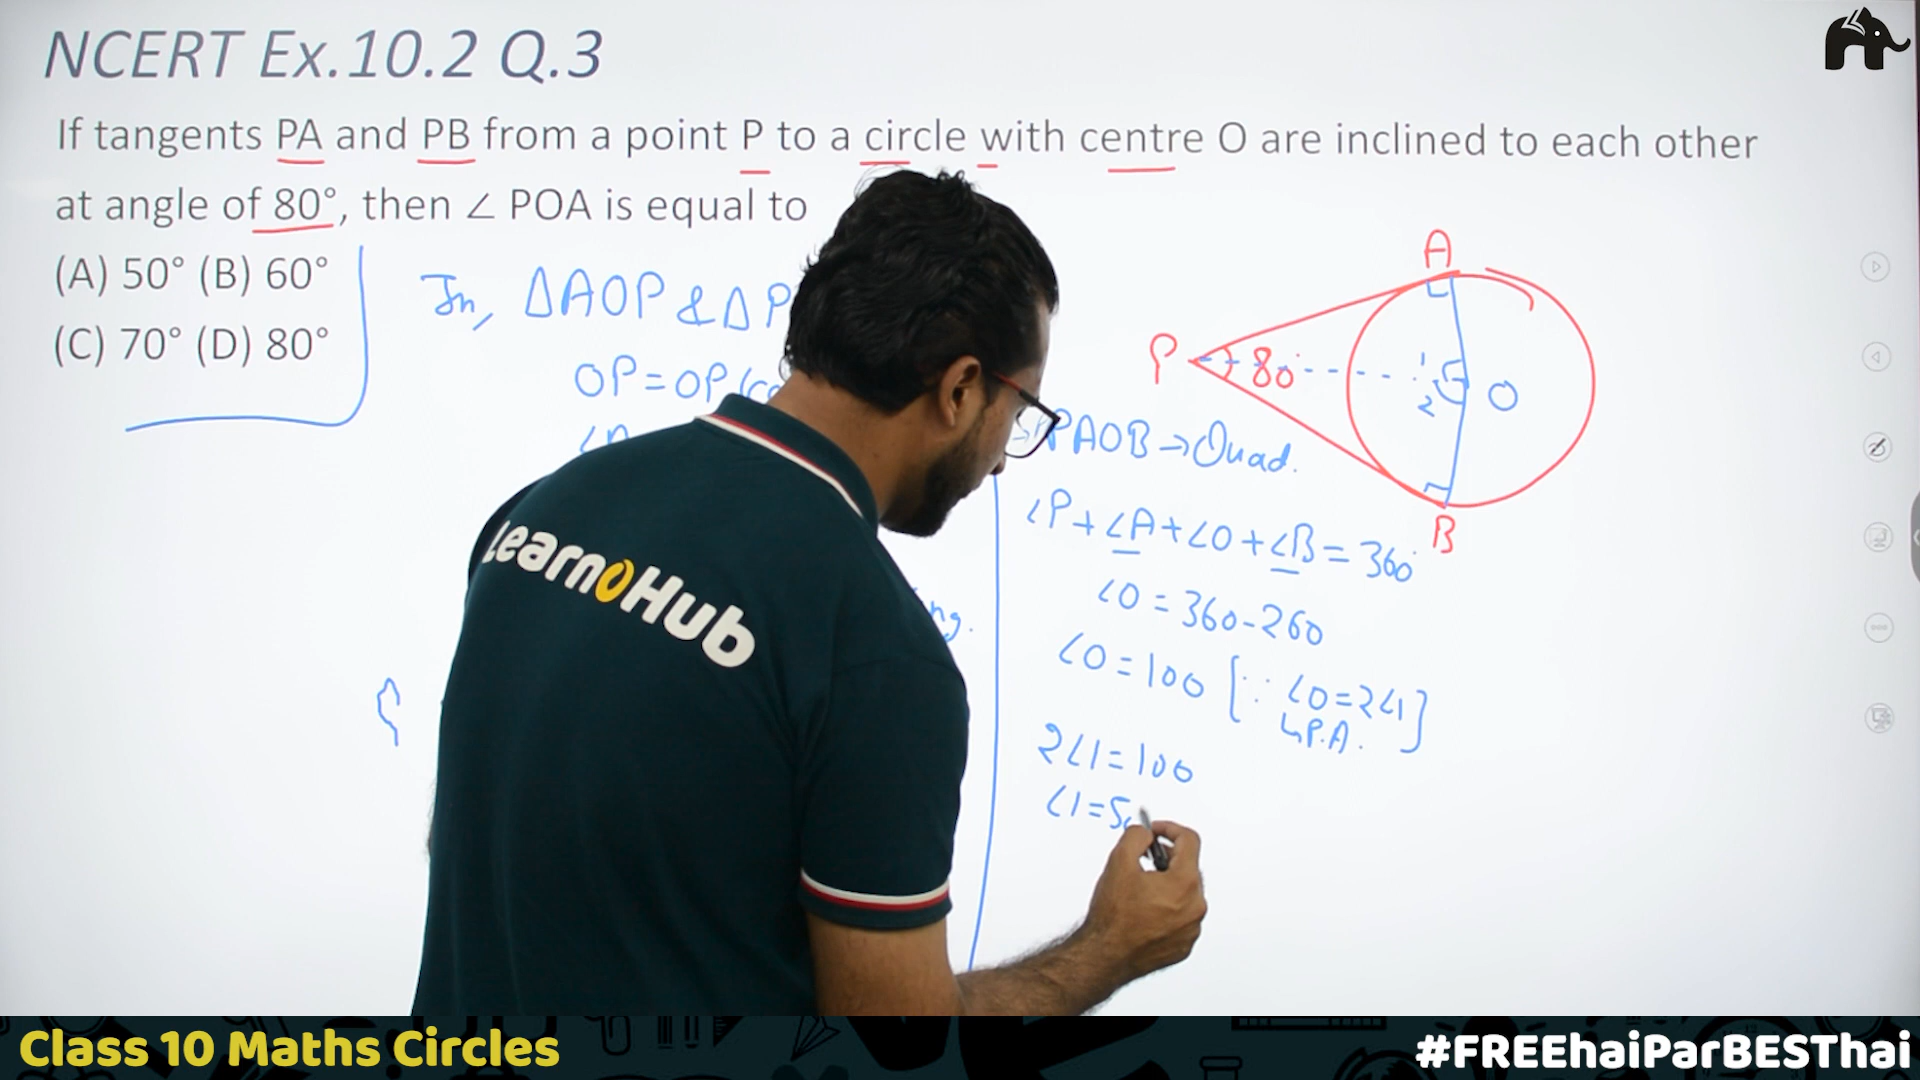 NCERT Ex.10.2 Q.3
If tangents PA and PB from a point P to a circle with centre O are inclined to each other
at angle of 80°, then ∠ POA is equal to
(A) 50° (B) 60°
(C) 70° (D) 80°
In, ΔAOP & Δ P
OP = OP
A
P 80° 1 2 O
B
PAOB → Quad.
∠P + ∠A + ∠O + ∠B = 360°
∠O = 360 - 260
∠O = 100 [∵ ∠O = 2∠1]
↳ P.A.
2∠1 = 100
∠1 = 5
LearnoHub
Class 10 Maths Circles
#FREEhaiParBESThai